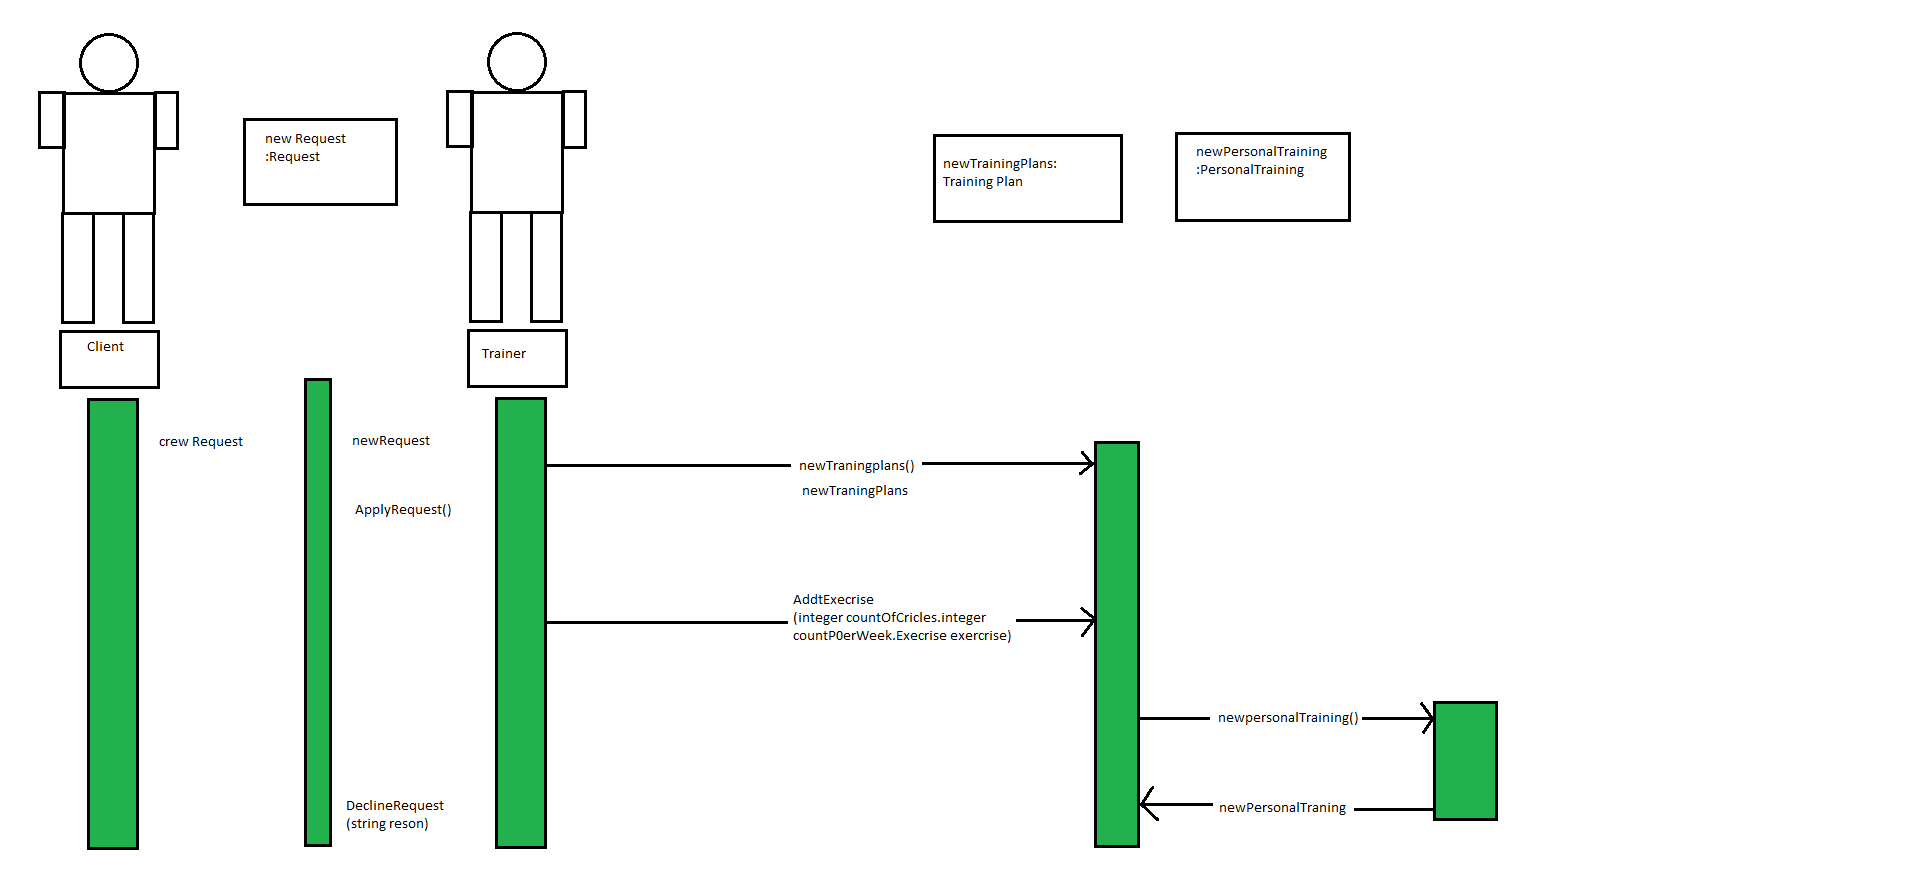 new Request
:Request
newTrainingPlans:
Training Plan
newPersonalTraining
:PersonalTraining
Client
Trainer
crew Request
newRequest
newTraningplans()
newTraningPlans
ApplyRequest()
AddtExecrise
(integer countOfCricles.integer
countP0erWeek.Execrise exercrise)
newpersonalTraining()
newPersonalTraning
DeclineRequest
(string reson)